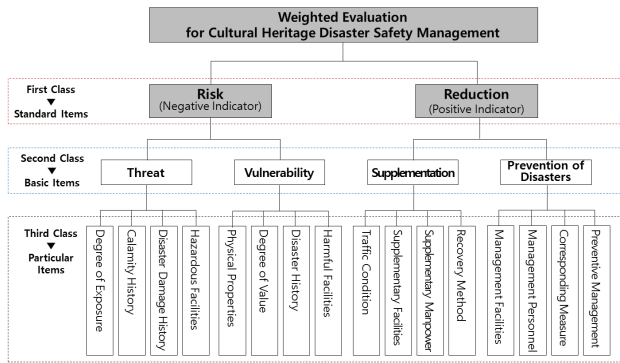 Weighted Evaluation
for Cultural Heritage Disaster Safety Management
First Class
▼
Standard Items
Risk
(Negative Indicator)
Reduction
(Positive Indicator)
Second Class
▼
Basic Items
Threat
Vulnerability
Supplementation
Prevention of
Disasters
Third Class
▼
Particular
Items
Degree of Exposure
Calamity History
Disaster Damage History
Hazardous Facilities
Physical Properties
Degree of Value
Disaster History
Harmful Facilities
Traffic Condition
Supplementary Facilities
Supplementary Manpower
Recovery Method
Management Facilities
Management Personnel
Corresponding Measure
Preventive Management